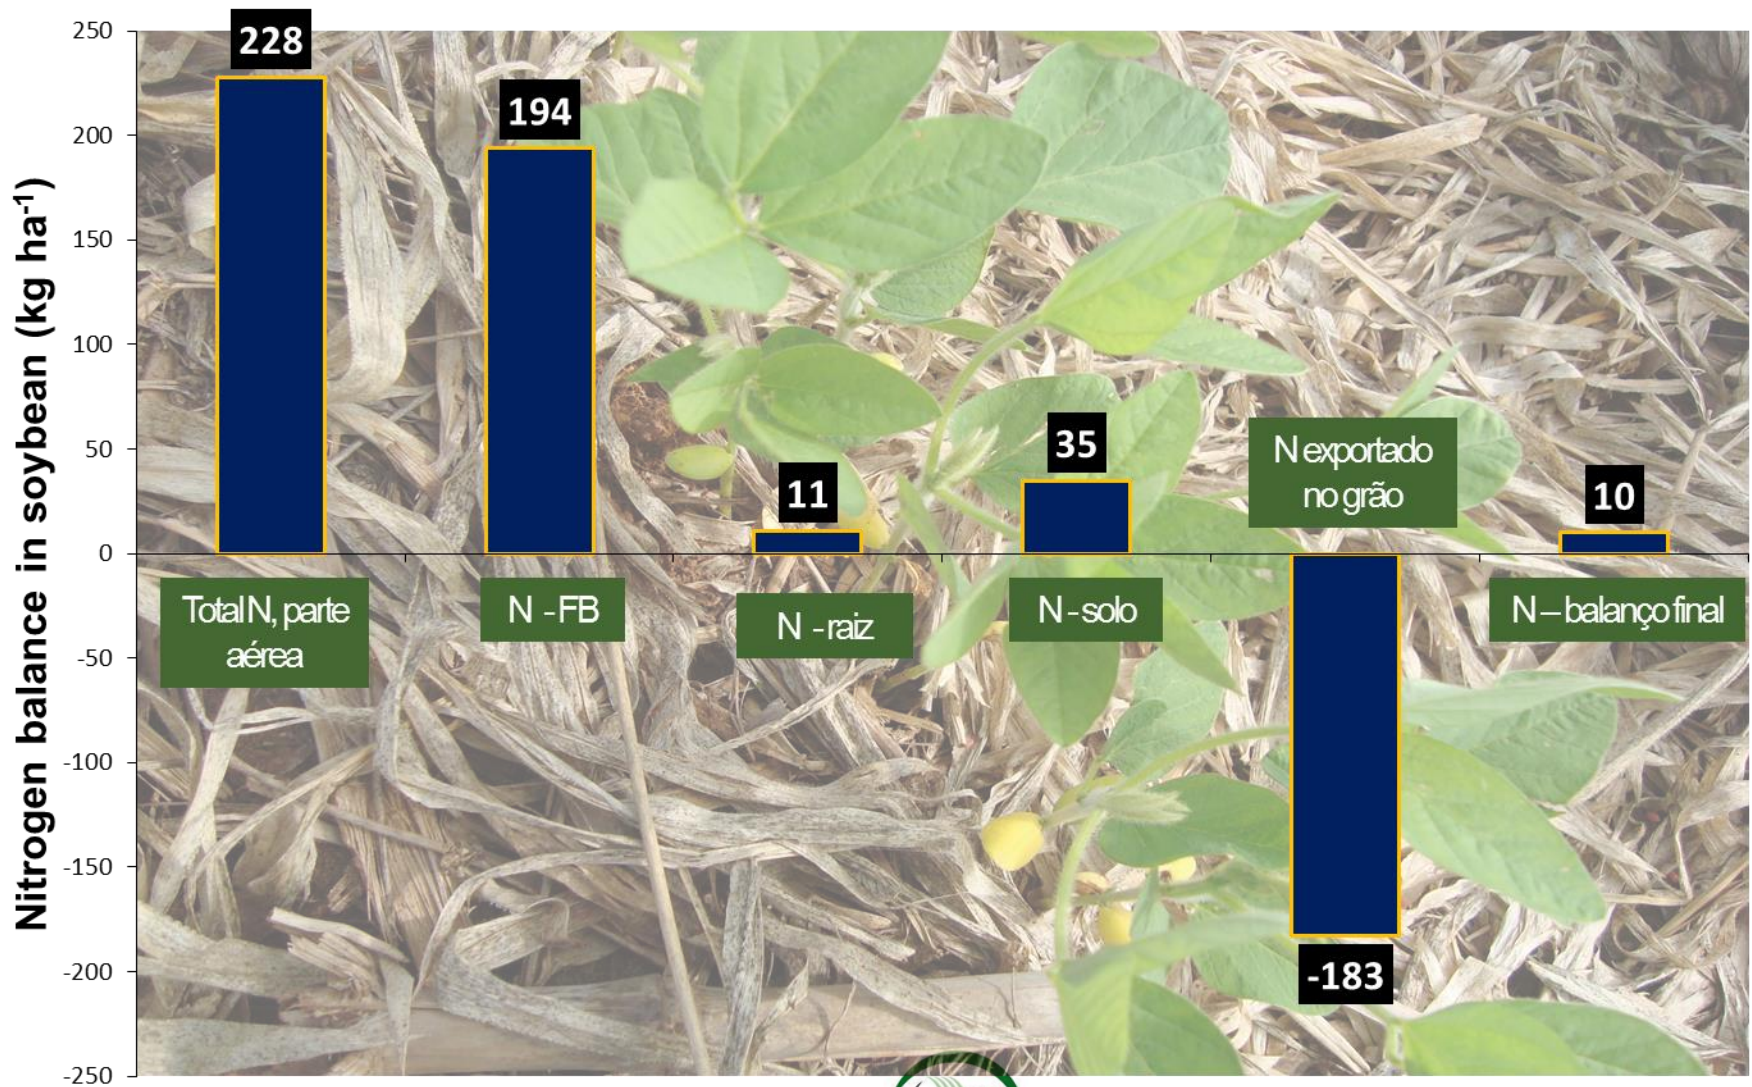 Nitrogen balance in soybean (kg ha-1)
250
200
150
100
50
0
-50
-100
-150
-200
-250
228
194
11
35
-183
10
Total N, parte
aérea
N - FB
N - raiz
N - solo
N exportado
no grão
N – balanço final